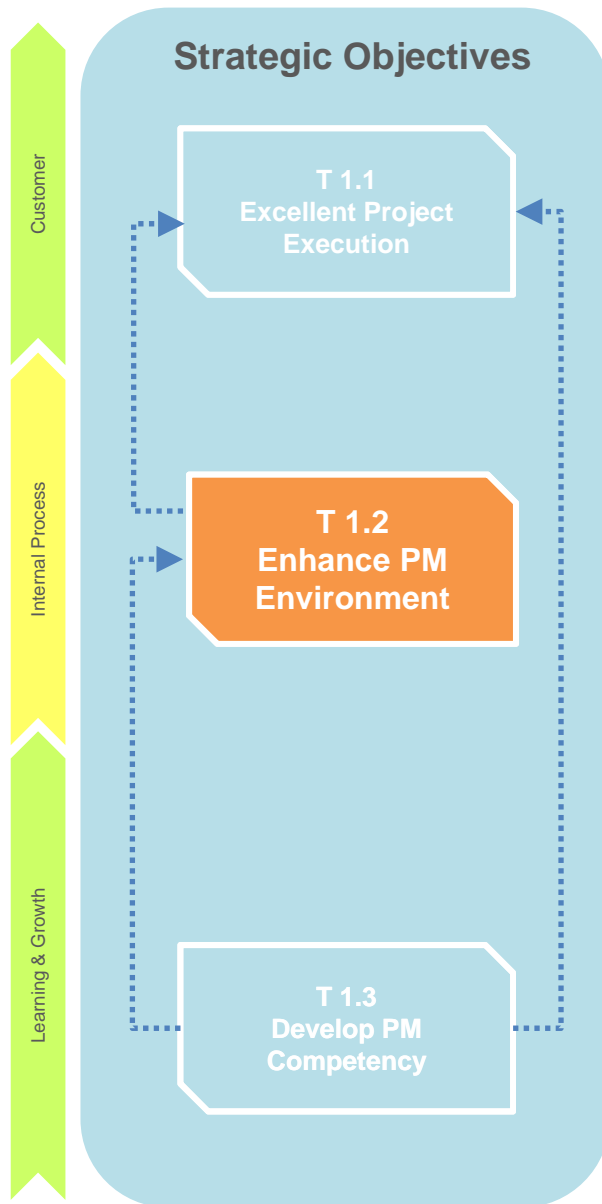 Strategic Objectives
Customer
T 1.1
Excellent Project
Execution
Internal Process
T 1.2
Enhance PM
Environment
Learning & Growth
T 1.3
Develop PM
Competency